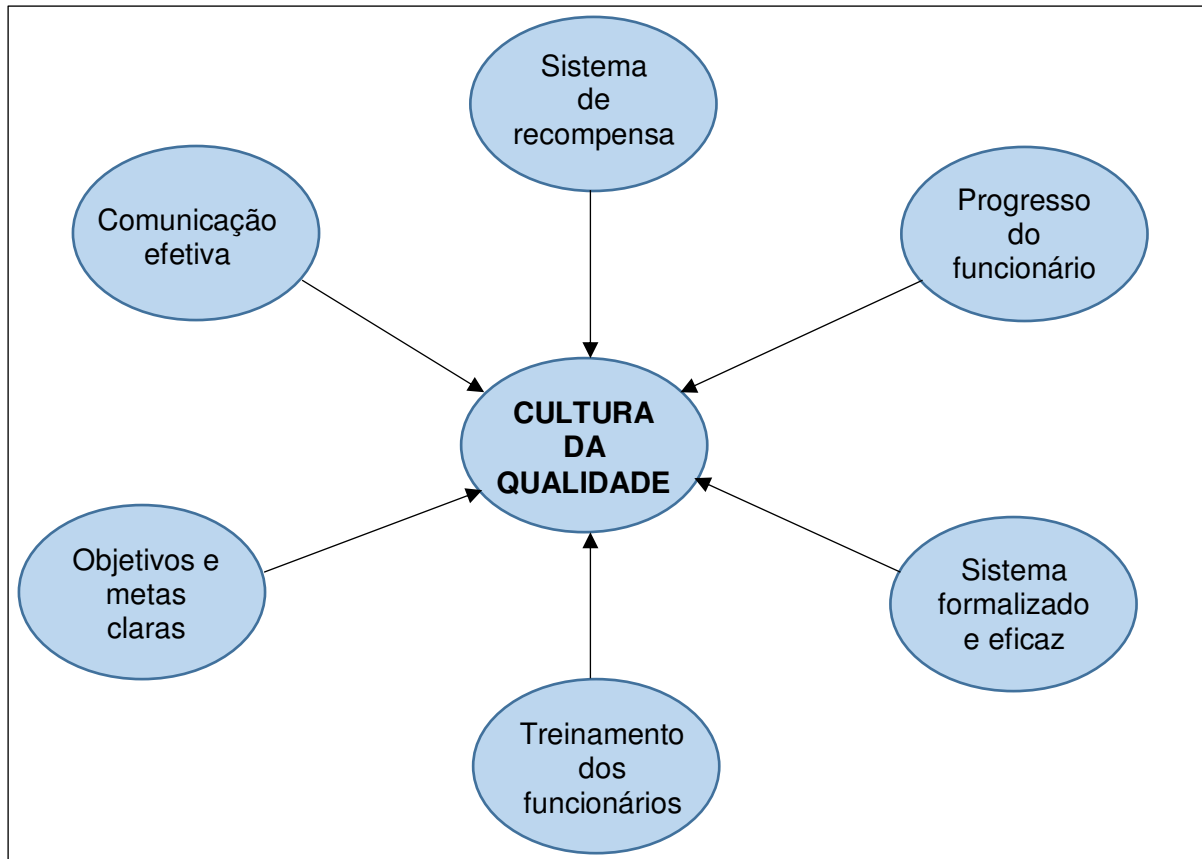 Sistema
de
recompensa
Comunicação
efetiva
Progresso
do
funcionário
CULTURA
DA
QUALIDADE
Objetivos e
metas
claras
Sistema
formalizado
e eficaz
Treinamento
dos
funcionários